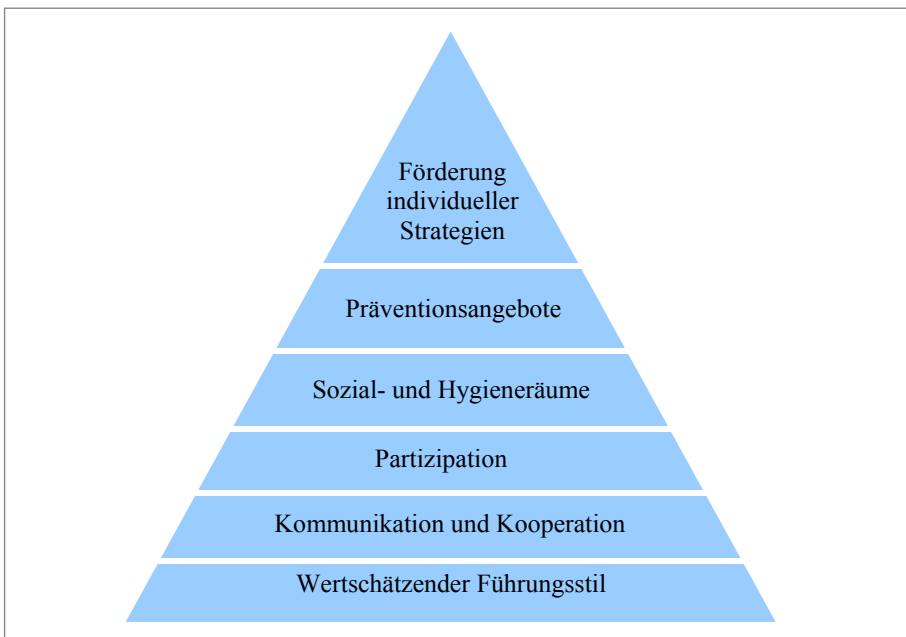 Förderung
individueller
Strategien
Präventionsangebote
Sozial- und Hygieneräume
Partizipation
Kommunikation und Kooperation
Wertschätzender Führungsstil